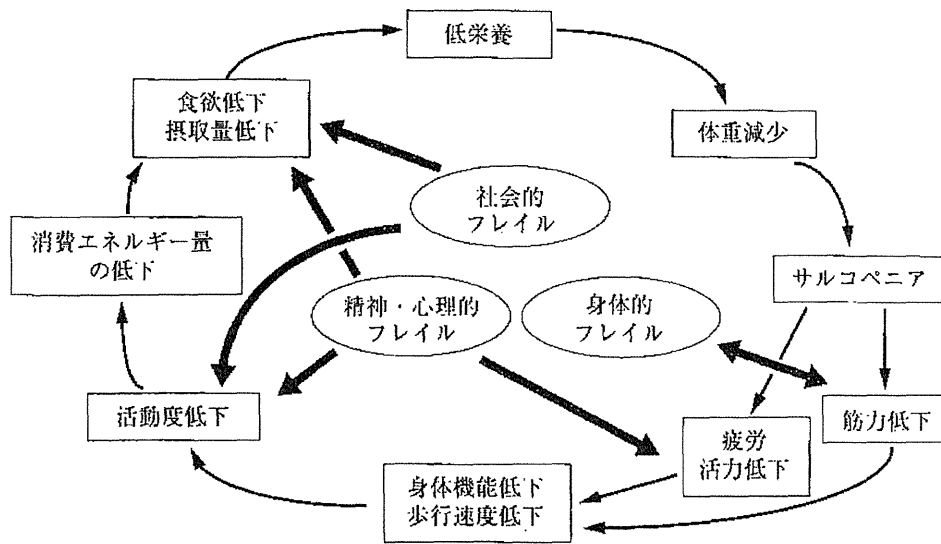 低栄養
食欲低下
摂取量低下
体重減少
社会的
フレイル
消費エネルギー量
の低下
サルコペニア
精神・心理的
フレイル
身体的
フレイル
活動度低下
疲労
活力低下
筋力低下
身体機能低下
歩行速度低下